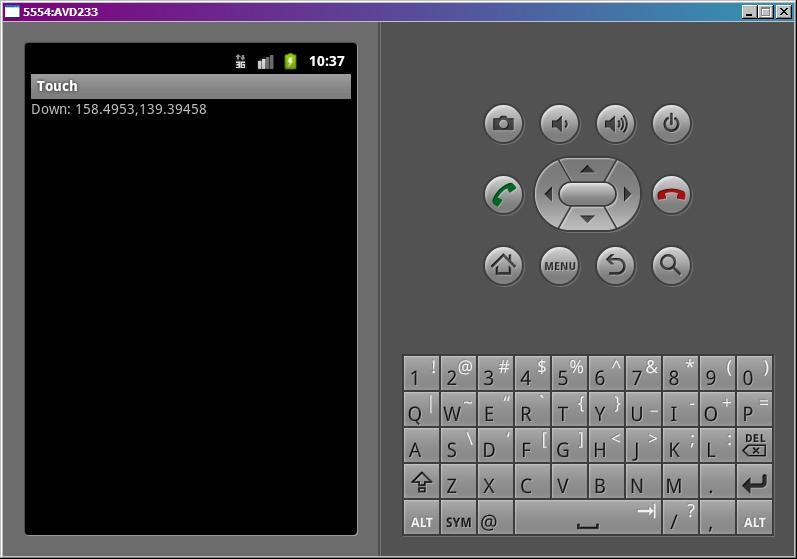 5554:AVD233
3G 10:37
Touch
Down: 158.4953,139.39458
MENU
1 ! 2 @ 3 # 4 $ 5 % 6 ^ 7 & 8 * 9 ( 0 )
Q | W ~ E “ R ` T { Y } U _ I - O + P =
A S \ D ‘ F [ G ] H < J > K ; L : DEL
Z X C V B N M .
ALT SYM @ / ? , ALT